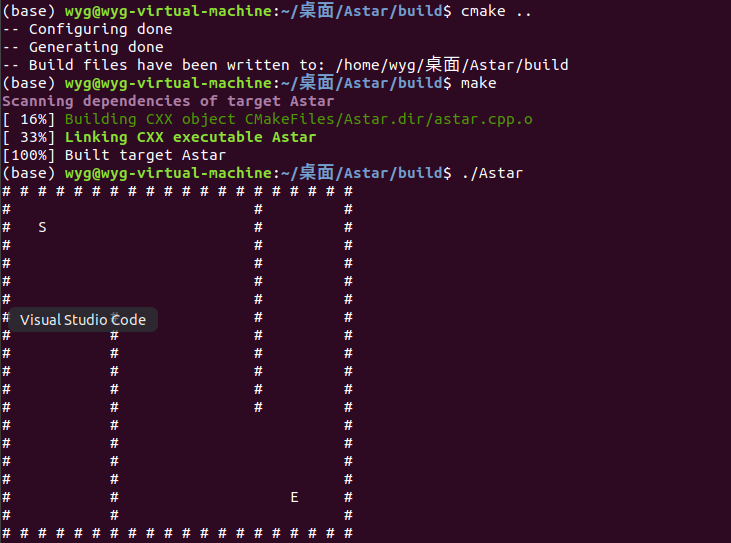 (base) wyg@wyg-virtual-machine:~/桌面/Astar/build$ cmake ..
-- Configuring done
-- Generating done
-- Build files have been written to: /home/wyg/桌面/Astar/build
(base) wyg@wyg-virtual-machine:~/桌面/Astar/build$ make
Scanning dependencies of target Astar
[ 16%] Building CXX object CMakeFiles/Astar.dir/astar.cpp.o
[ 33%] Linking CXX executable Astar
[100%] Built target Astar
(base) wyg@wyg-virtual-machine:~/桌面/Astar/build$ ./Astar
# # # # # # # # # # # # # # # # # # # #
#                           #         #
#   S                       #         #
#                           #         #
#                           #         #
#                           #         #
#                           #         #
# Visual Studio Code #               #         #
#           #               #         #
#           #               #         #
#           #               #         #
#           #               #         #
#           #               #         #
#           #                         #
#           #                         #
#           #                         #
#           #                         #
#           #                   E     #
#           #                         #
# # # # # # # # # # # # # # # # # # # #